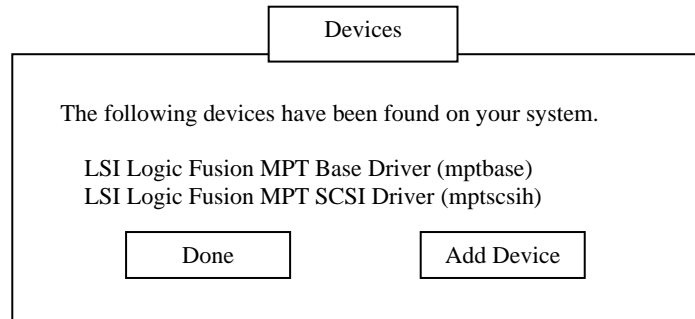 Devices
The following devices have been found on your system.
LSI Logic Fusion MPT Base Driver (mptbase)
LSI Logic Fusion MPT SCSI Driver (mptscsih)
Done
Add Device